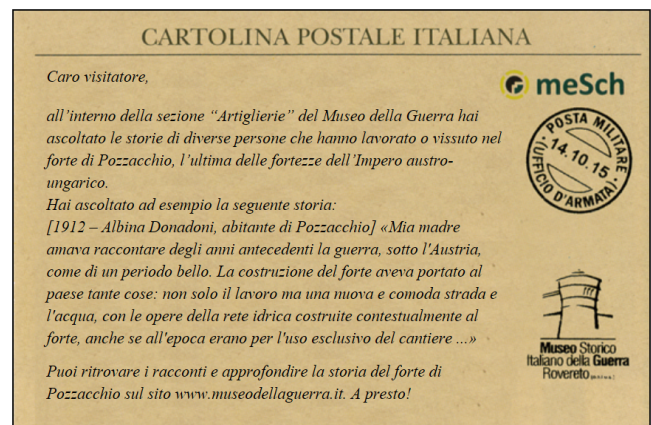 CARTOLINA POSTALE ITALIANA
Caro visitatore,
meSch
all'interno della sezione “Artiglierie” del Museo della Guerra hai
ascoltato le storie di diverse persone che hanno lavorato o vissuto nel
forte di Pozzacchio, l'ultima delle fortezze dell'Impero austro-
ungarico.
Hai ascoltato ad esempio la seguente storia:
[1912 – Albina Donadoni, abitante di Pozzacchio] «Mia madre
amava raccontare degli anni antecedenti la guerra, sotto l'Austria,
come di un periodo bello. La costruzione del forte aveva portato al
paese tante cose: non solo il lavoro ma una nuova e comoda strada e
l'acqua, con le opere della rete idrica costruite contestualmente al
forte, anche se all'epoca erano per l'uso esclusivo del cantiere ...»
Puoi ritrovare i racconti e approfondire la storia del forte di
Pozzacchio sul sito www.museodellaguerra.it. A presto!
POSTA MILITARE
14.10.15
(UFFICIO D'ARMATA)
Museo Storico
Italiano della Guerra
Rovereto